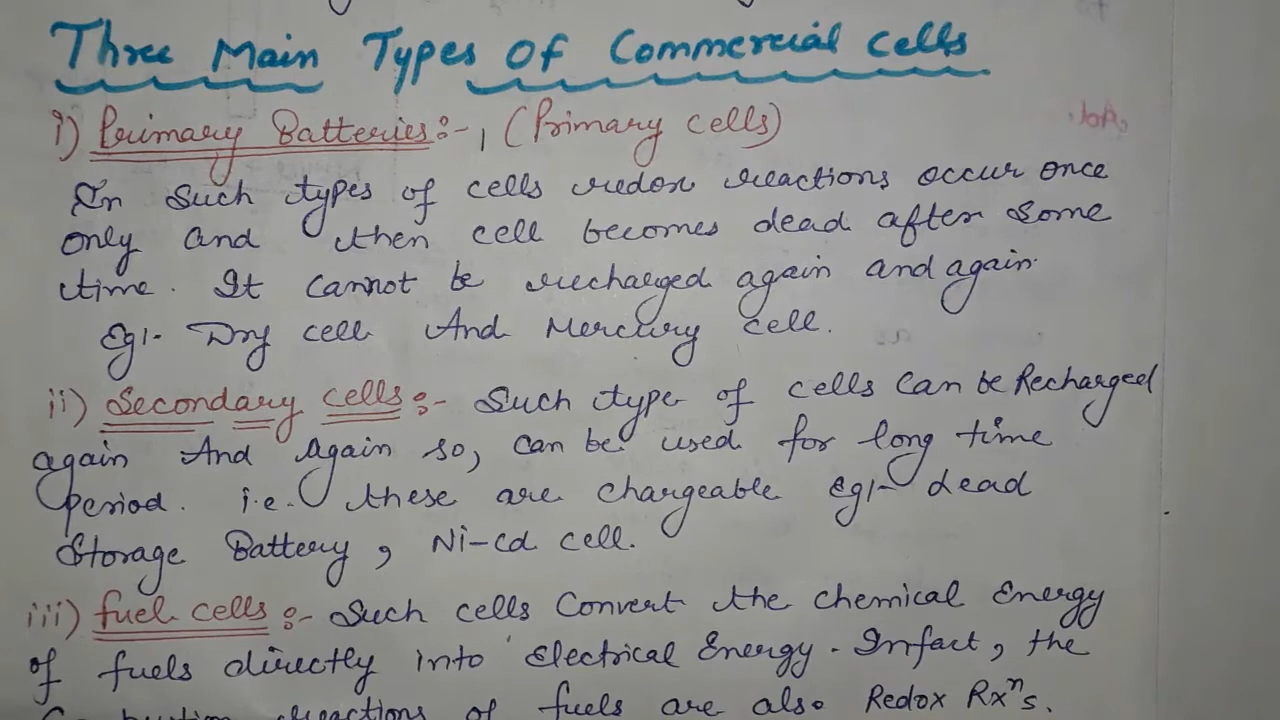 Three Main Types Of Commercial Cells
i) Primary Batteries:- , (Primary cells)
In Such types of cells redox reactions occur once
only and then cell becomes dead after some
time. It cannot be recharged again and again.
Eg!- Dry cell And Mercury cell.
ii) Secondary cells :- Such type of cells can be Recharged
again And Again so, can be used for long time
period. i.e. these are chargeable Eg!- Lead
Storage Battery, Ni-cd cell.
iii) fuel cells :- Such cells Convert the chemical Energy
of fuels directly into Electrical Energy. Infact, the
Combustion reactions of fuels are also Redox Rxⁿs.